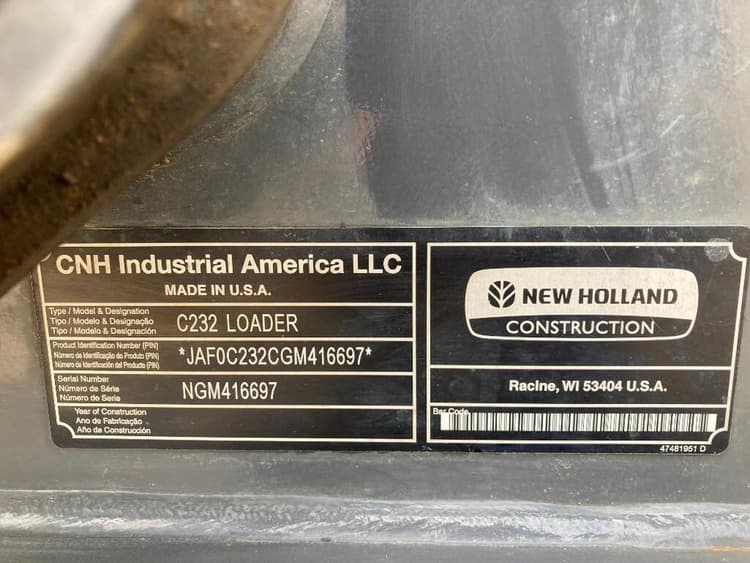 CNH Industrial America LLC
MADE IN U.S.A.
Type / Model & Designation
Tipo / Modelo & Designação
Tipo / Modelo & Designación
C232 LOADER
Product Identification Number (PIN)
Número de Identificação do Produto (PIN)
Número de Identificación del Producto (PIN)
*JAF0C232CGM416697*
Serial Number
Número de Série
Número de Serie
NGM416697
Year of Construction
Ano de Fabricação
Año de Construcción
NEW HOLLAND
CONSTRUCTION
Racine, WI 53404 U.S.A.
Bar Code
47481951 D